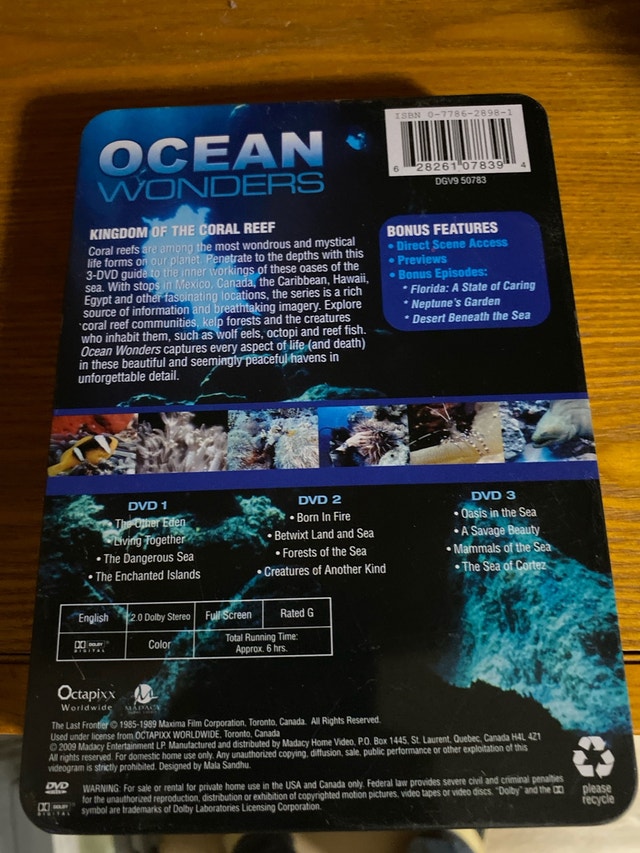 OCEAN
WONDERS
ISBN 0-7786-2898-1
6 28261 07839 4
DGV9 50783
KINGDOM OF THE CORAL REEF
Coral reefs are among the most wondrous and mystical
life forms on our planet. Penetrate to the depths with this
3-DVD guide to the inner workings of these oases of the
sea. With stops in Mexico, Canada, the Caribbean, Hawaii,
Egypt and other fascinating locations, the series is a rich
source of information and breathtaking imagery. Explore
coral reef communities, kelp forests and the creatures
who inhabit them, such as wolf eels, octopi and reef fish.
Ocean Wonders captures every aspect of life (and death)
in these beautiful and seemingly peaceful havens in
unforgettable detail.
BONUS FEATURES
• Direct Scene Access
• Previews
• Bonus Episodes:
* Florida: A State of Caring
* Neptune's Garden
* Desert Beneath the Sea
DVD 1
• The Other Eden
• Living Together
• The Dangerous Sea
• The Enchanted Islands
DVD 2
• Born In Fire
• Betwixt Land and Sea
• Forests of the Sea
• Creatures of Another Kind
DVD 3
• Oasis in the Sea
• A Savage Beauty
• Mammals of the Sea
• The Sea of Cortez
English 2.0 Dolby Stereo Full Screen Rated G
DOLBY DIGITAL Color Total Running Time:
Approx. 6 hrs.
Octapixx
Worldwide
MADACY
The Last Frontier © 1985-1989 Maxima Film Corporation, Toronto, Canada. All Rights Reserved.
Used under license from OCTAPIXX WORLDWIDE, Toronto, Canada
© 2009 Madacy Entertainment LP. Manufactured and distributed by Madacy Home Video, P.O. Box 1445, St. Laurent, Quebec, Canada H4L 4Z1
All rights reserved. For domestic home use only. Any unauthorized copying, diffusion, sale, public performance or other exploitation of this
videogram is strictly prohibited. Designed by Mala Sandhu.
please
recycle
DVD
VIDEO
DOLBY
DIGITAL
WARNING: For sale or rental for private home use in the USA and Canada only. Federal law provides severe civil and criminal penalties
for the unauthorized reproduction, distribution or exhibition of copyrighted motion pictures, video tapes or video discs. "Dolby" and the DD
symbol are trademarks of Dolby Laboratories Licensing Corporation.